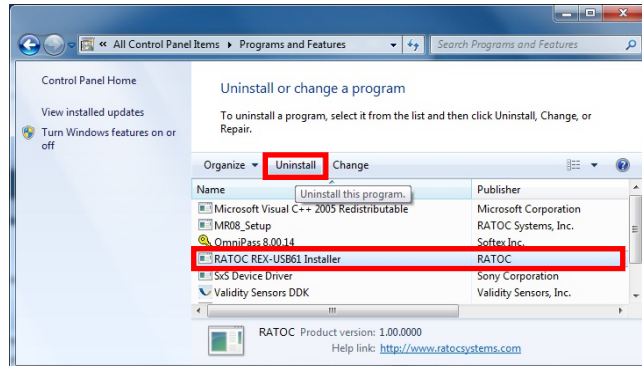 « All Control Panel Items ▸ Programs and Features
Search Programs and Features
Control Panel Home
View installed updates
Turn Windows features on or
off
Uninstall or change a program
To uninstall a program, select it from the list and then click Uninstall, Change, or
Repair.
Organize Uninstall Change
Name Publisher
Uninstall this program.
Microsoft Visual C++ 2005 Redistributable Microsoft Corporation
MR08_Setup RATOC Systems, Inc.
OmniPass 8.00.14 Softex Inc.
RATOC REX-USB61 Installer RATOC
SxS Device Driver Sony Corporation
Validity Sensors DDK Validity Sensors, Inc.
RATOC Product version: 1.00.0000
Help link: http://www.ratocsystems.com